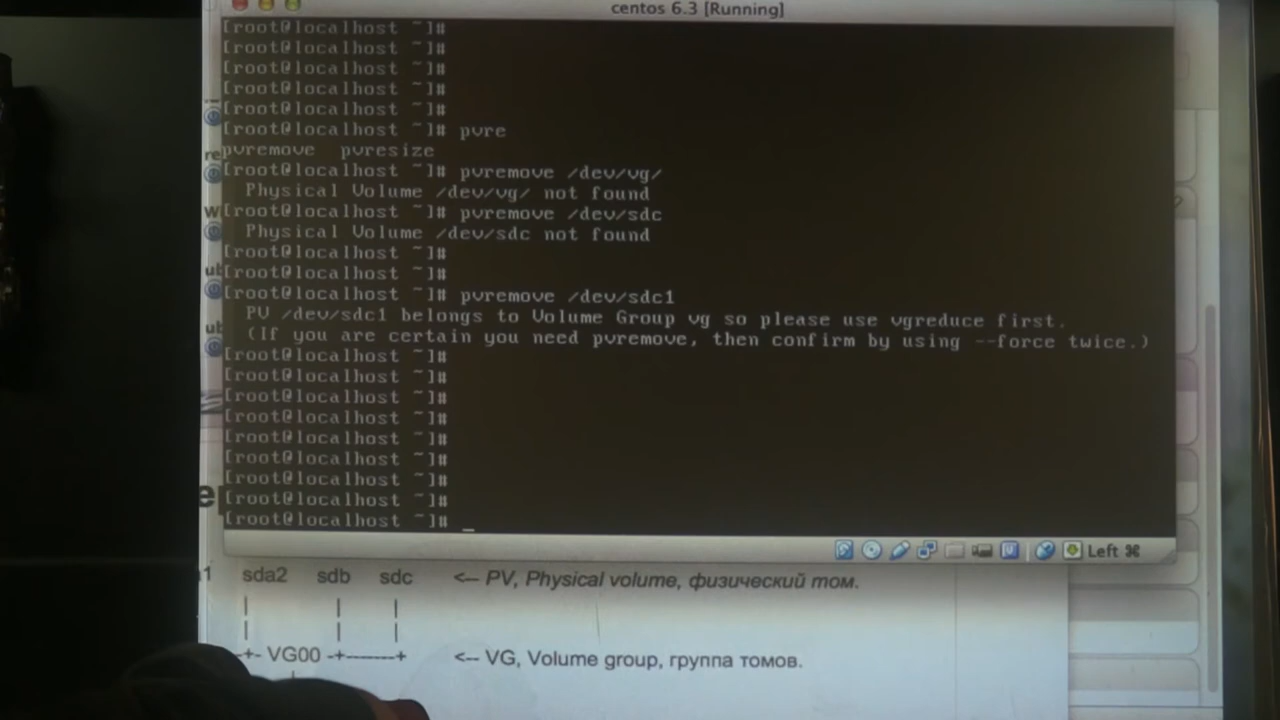 centos 6.3 [Running]
[root@localhost ~]#
[root@localhost ~]#
[root@localhost ~]#
[root@localhost ~]#
[root@localhost ~]#
[root@localhost ~]# pvre
pvremove pvresize
[root@localhost ~]# pvremove /dev/vg/
Physical Volume /dev/vg/ not found
[root@localhost ~]# pvremove /dev/sdc
Physical Volume /dev/sdc not found
[root@localhost ~]#
[root@localhost ~]#
[root@localhost ~]# pvremove /dev/sdc1
PV /dev/sdc1 belongs to Volume Group vg so please use vgreduce first.
(If you are certain you need pvremove, then confirm by using --force twice.)
[root@localhost ~]#
[root@localhost ~]#
[root@localhost ~]#
[root@localhost ~]#
[root@localhost ~]#
[root@localhost ~]#
[root@localhost ~]#
[root@localhost ~]#
[root@localhost ~]# _
Left ⌘
sda2 sdb sdc <-- PV, Physical volume, физический том.
| | |
| | |
-+- VG00 -+------+ <-- VG, Volume group, группа томов.